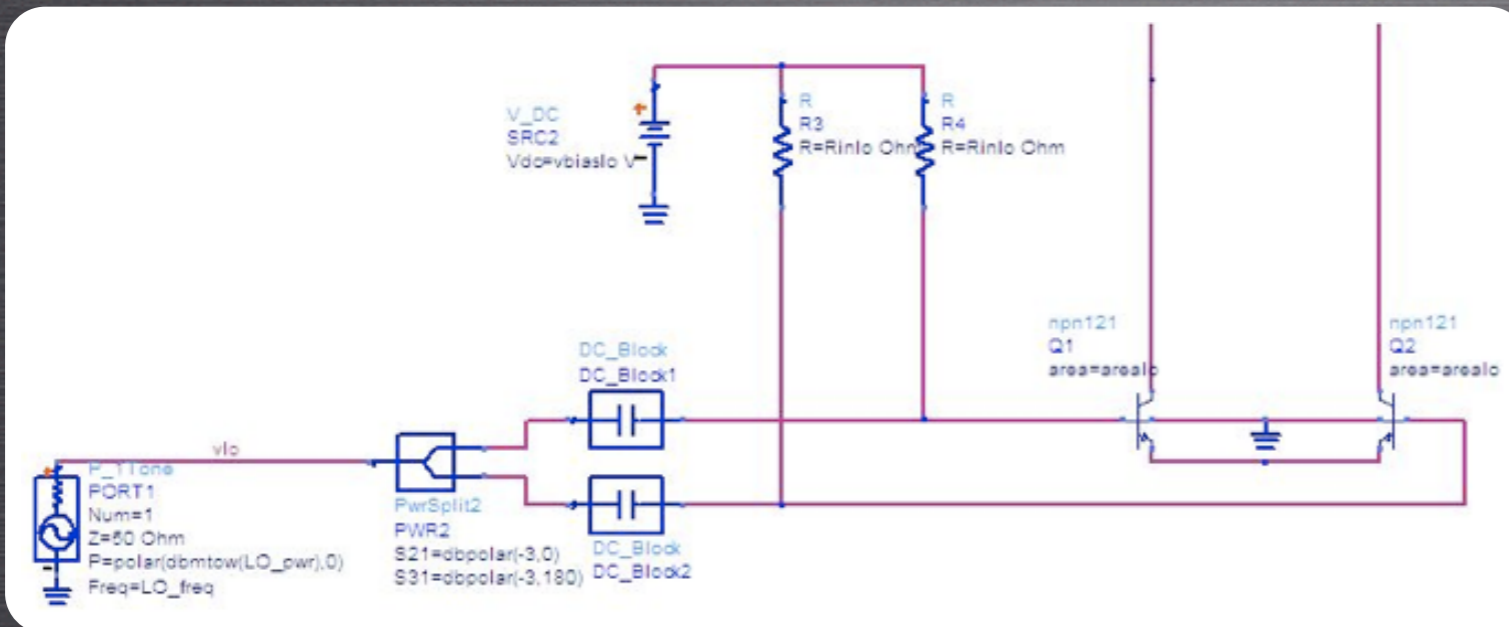 V_DC
SRC2
Vdc=vbiaslo V
R
R3
R=Rinlo Ohm
R
R4
R=Rinlo Ohm
npn121
Q1
area=arealo
npn121
Q2
area=arealo
DC_Block
DC_Block1
vlo
P_1Tone
PORT1
Num=1
Z=50 Ohm
P=polar(dbmtow(LO_pwr),0)
Freq=LO_freq
PwrSplit2
PWR2
S21=dbpolar(-3,0)
S31=dbpolar(-3,180)
DC_Block
DC_Block2